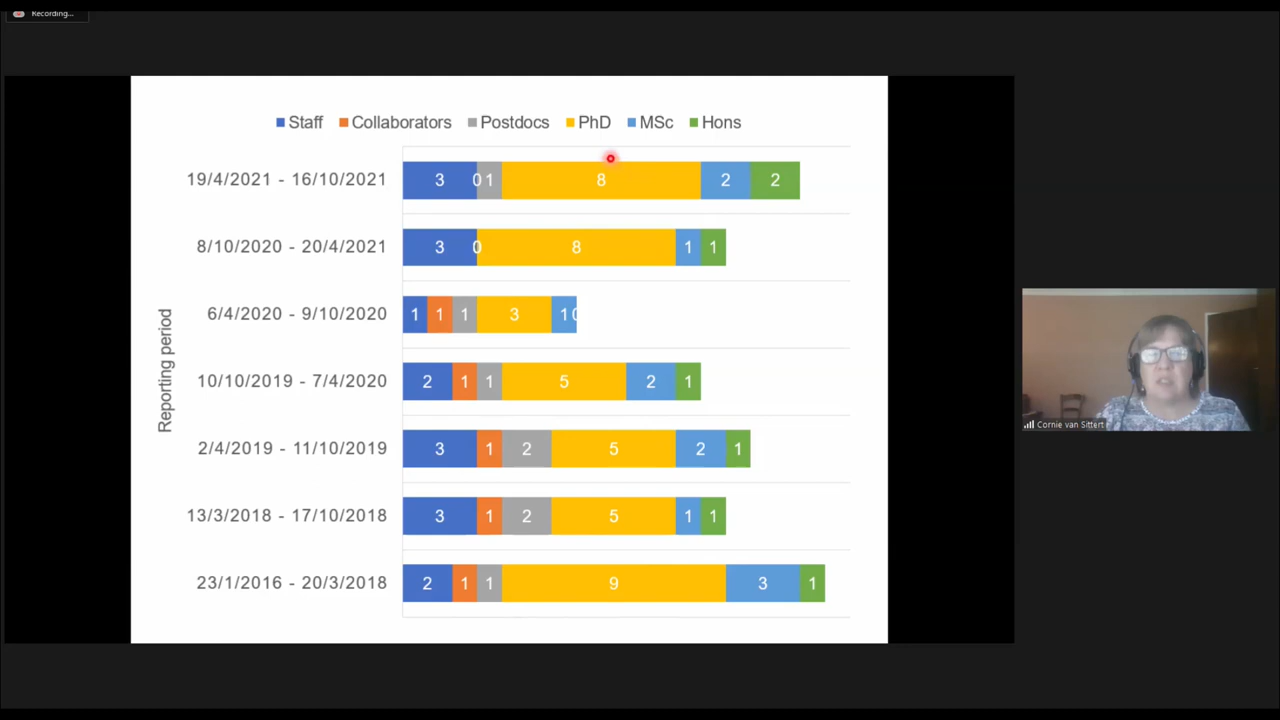 Recording...
Staff Collaborators Postdocs PhD MSc Hons
19/4/2021 - 16/10/2021 3 0 1 8 2 2
8/10/2020 - 20/4/2021 3 0 8 1 1
6/4/2020 - 9/10/2020 1 1 1 3 1 0
10/10/2019 - 7/4/2020 2 1 1 5 2 1
2/4/2019 - 11/10/2019 3 1 2 5 2 1
13/3/2018 - 17/10/2018 3 1 2 5 1 1
23/1/2016 - 20/3/2018 2 1 1 9 3 1
Reporting period
Cornie van Sittert